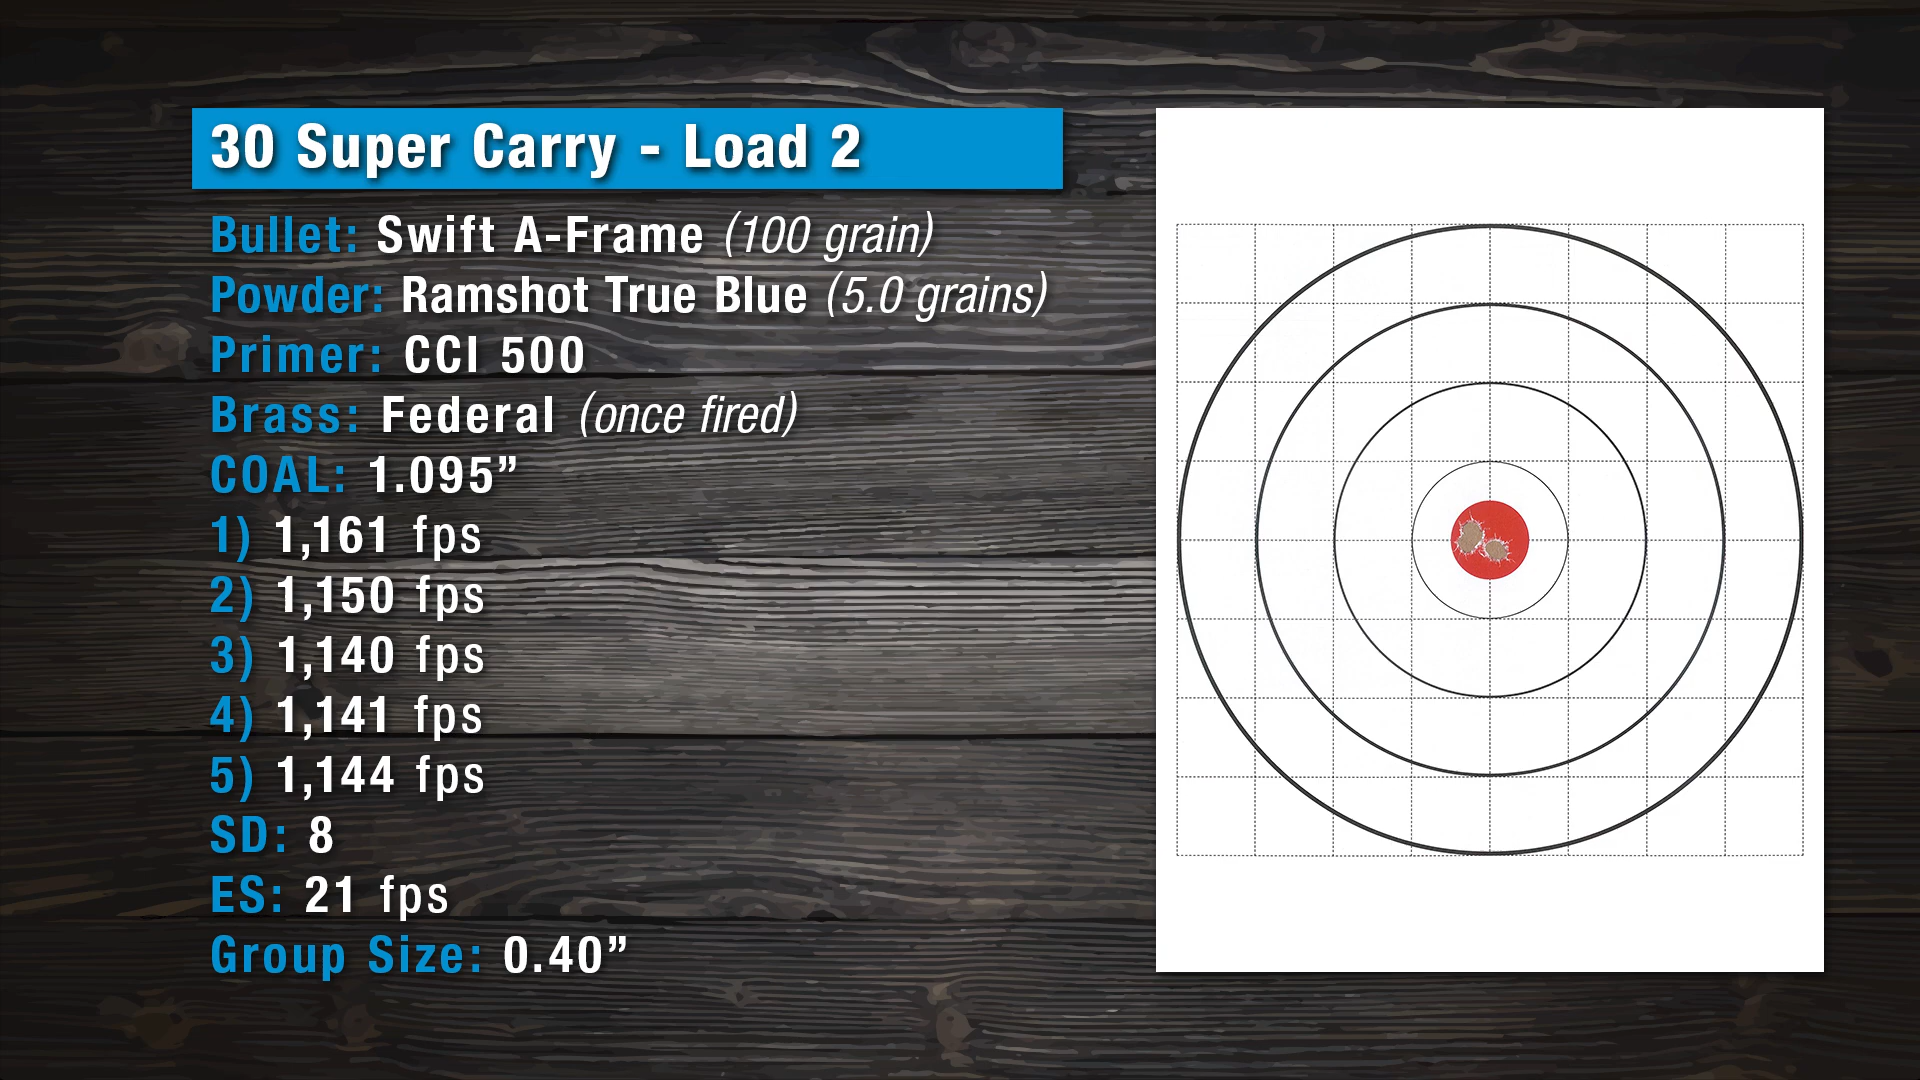 30 Super Carry - Load 2
Bullet: Swift A-Frame (100 grain)
Powder: Ramshot True Blue (5.0 grains)
Primer: CCI 500
Brass: Federal (once fired)
COAL: 1.095”
1) 1,161 fps
2) 1,150 fps
3) 1,140 fps
4) 1,141 fps
5) 1,144 fps
SD: 8
ES: 21 fps
Group Size: 0.40”